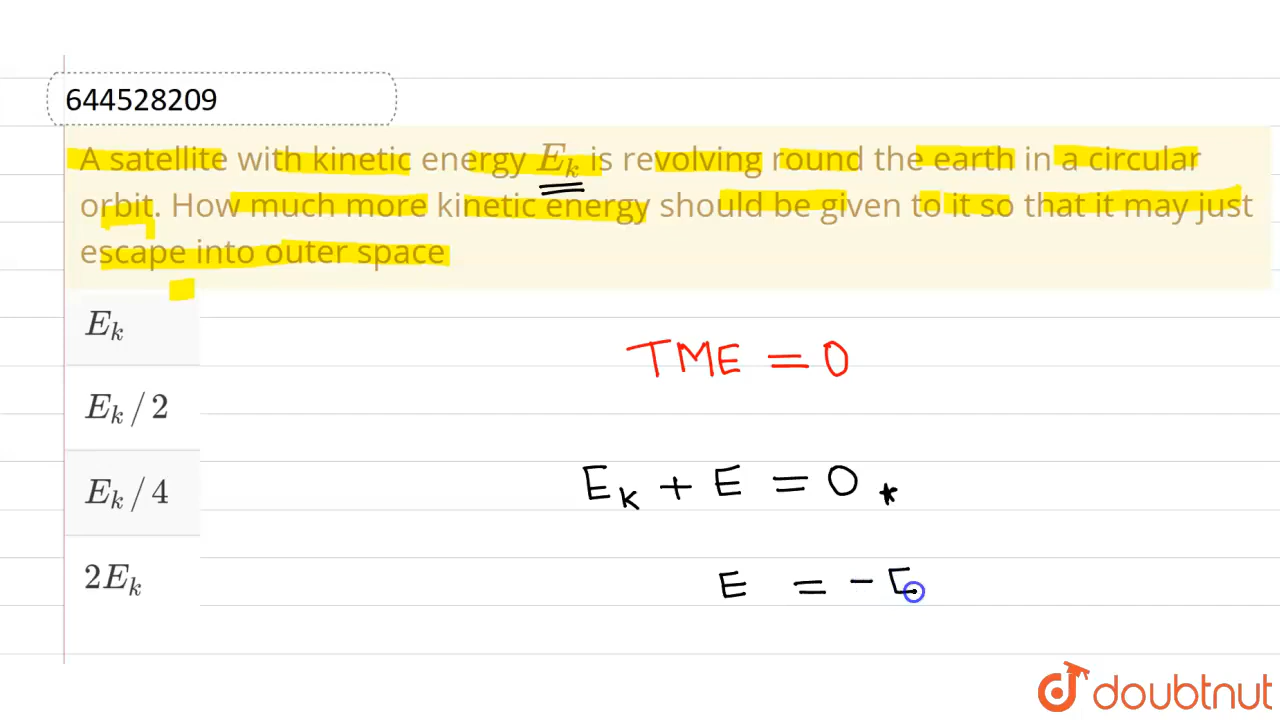 644528209
A satellite with kinetic energy E_k is revolving round the earth in a circular
orbit. How much more kinetic energy should be given to it so that it may just
escape into outer space
E_k
TME = 0
E_k / 2
E_k / 4
E_k + E = 0 *
2E_k
E = - E
doubtnut